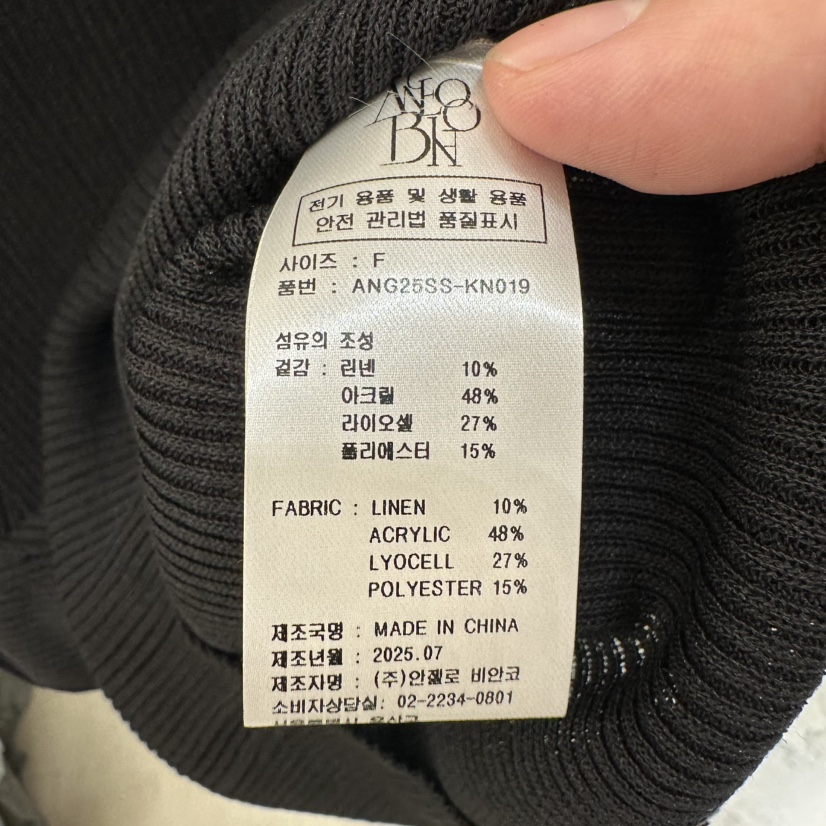 전기 용품 및 생활 용품
안전 관리법 품질표시
사이즈 : F
품번 : ANG25SS-KN019
섬유의 조성
겉감 : 린넨 10%
아크릴 48%
라이오셀 27%
폴리에스터 15%
FABRIC : LINEN 10%
ACRYLIC 48%
LYOCELL 27%
POLYESTER 15%
제조국명 : MADE IN CHINA
제조년월 : 2025.07
제조자명 : (주)안젤로 비안코
소비자상담실: 02-2234-0801